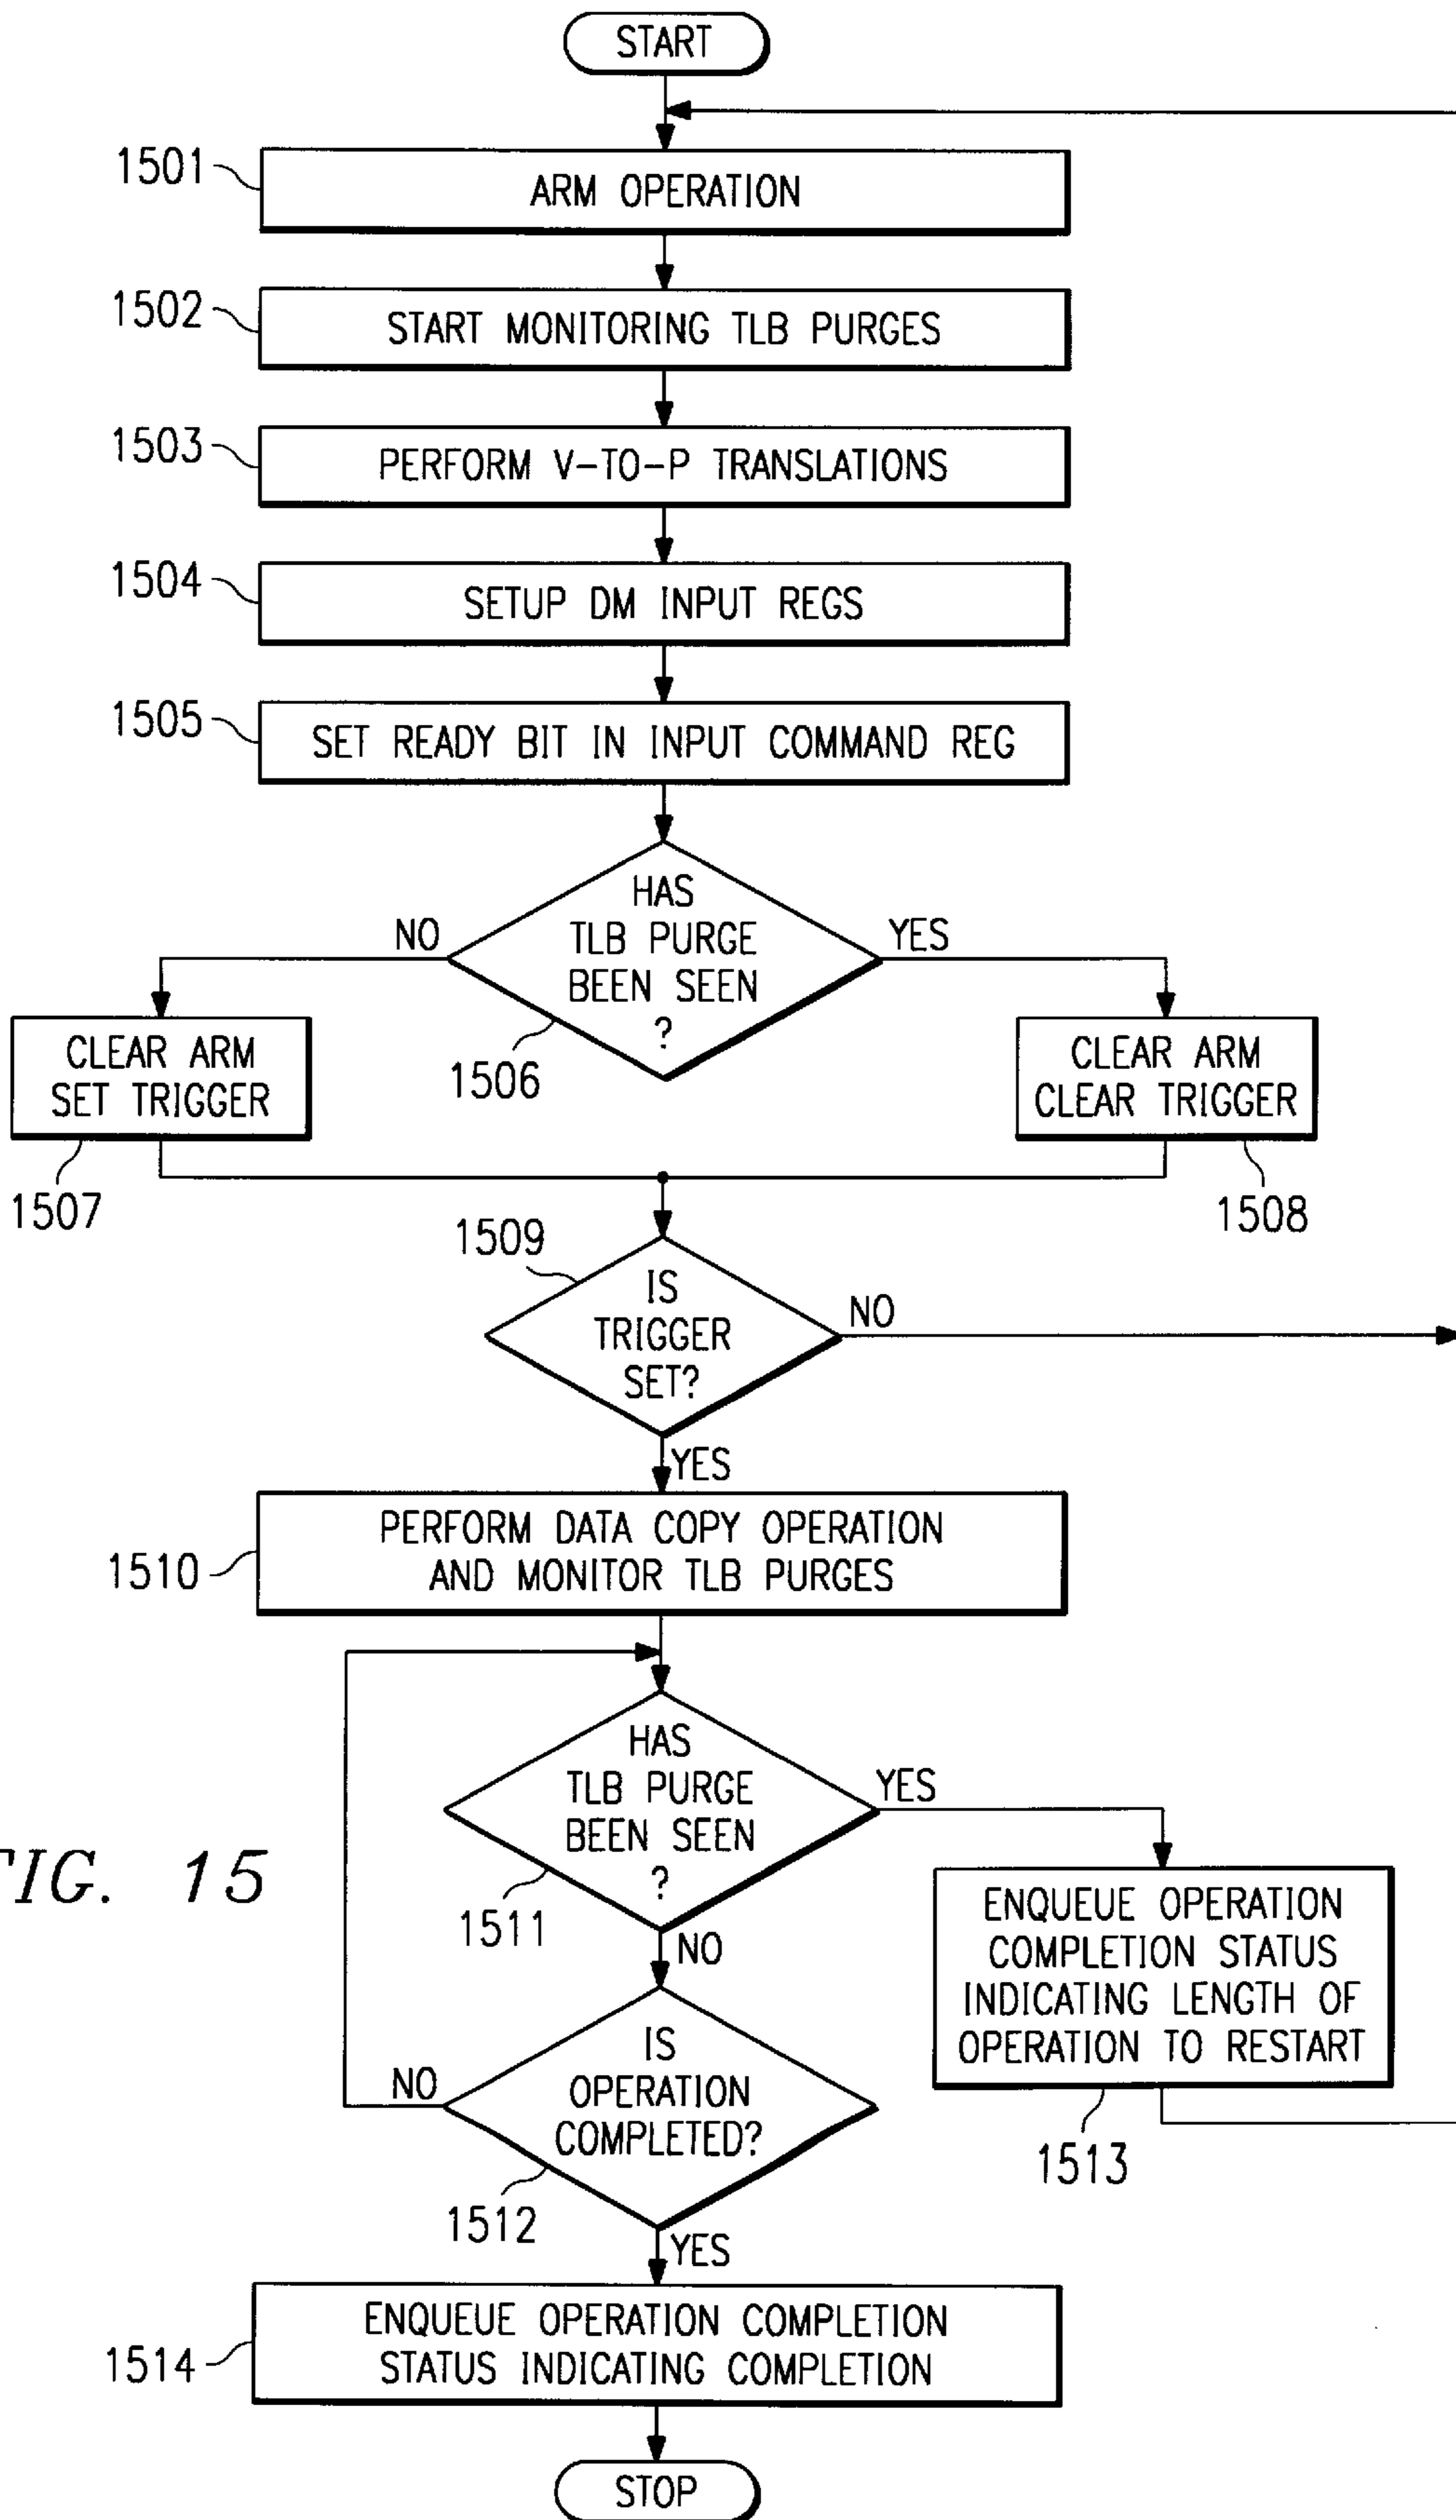 START
1501
ARM OPERATION
1502
START MONITORING TLB PURGES
1503
PERFORM V-TO-P TRANSLATIONS
1504
SETUP DM INPUT REGS
1505
SET READY BIT IN INPUT COMMAND REG
HAS
TLB PURGE
BEEN SEEN
?
NO
YES
1506
CLEAR ARM
SET TRIGGER
1507
CLEAR ARM
CLEAR TRIGGER
1508
1509
IS
TRIGGER
SET?
NO
YES
1510
PERFORM DATA COPY OPERATION
AND MONITOR TLB PURGES
HAS
TLB PURGE
BEEN SEEN
?
YES
1511
NO
FIG. 15
ENQUEUE OPERATION
COMPLETION STATUS
INDICATING LENGTH OF
OPERATION TO RESTART
1513
IS
OPERATION
COMPLETED?
NO
1512
YES
1514
ENQUEUE OPERATION COMPLETION
STATUS INDICATING COMPLETION
STOP